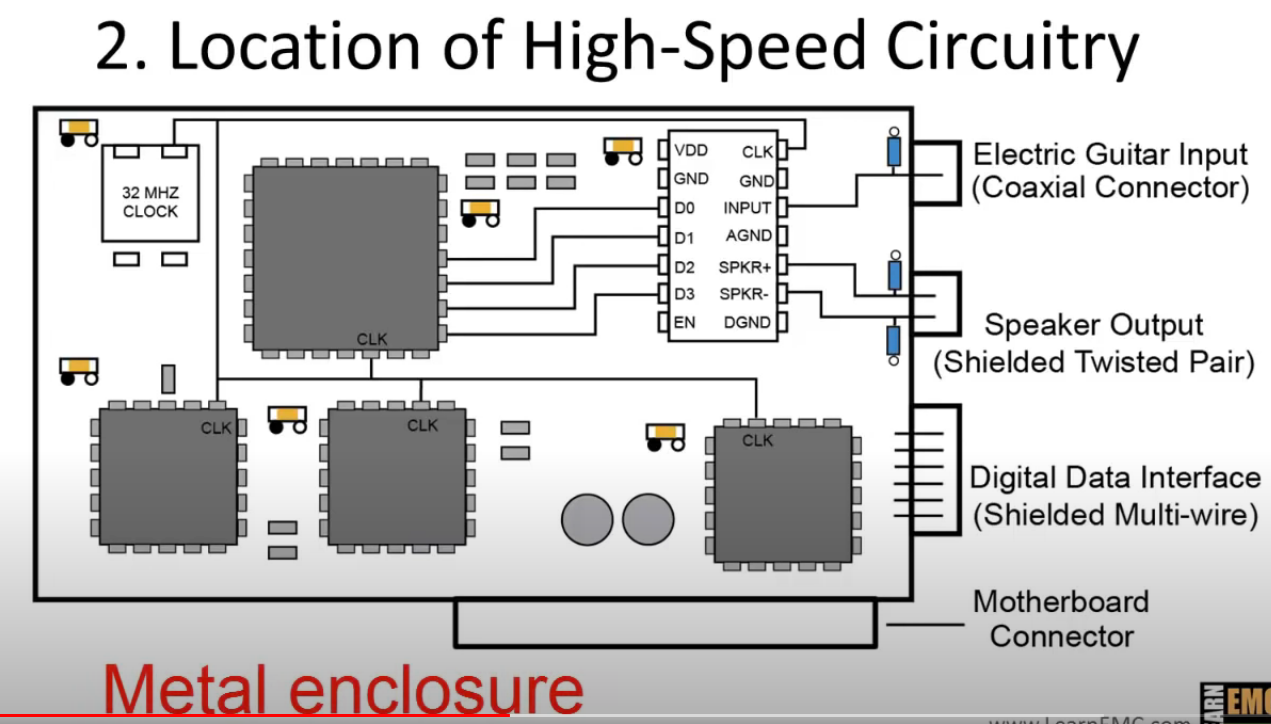 2. Location of High-Speed Circuitry
32 MHZ
CLOCK
VDD
CLK
GND
GND
D0
INPUT
D1
AGND
D2
SPKR+
D3
SPKR-
EN
DGND
Electric Guitar Input
(Coaxial Connector)
Speaker Output
(Shielded Twisted Pair)
CLK
CLK
CLK
CLK
Digital Data Interface
(Shielded Multi-wire)
Motherboard
Connector
Metal enclosure
LEARN
EMC
www.LearnEMC.com